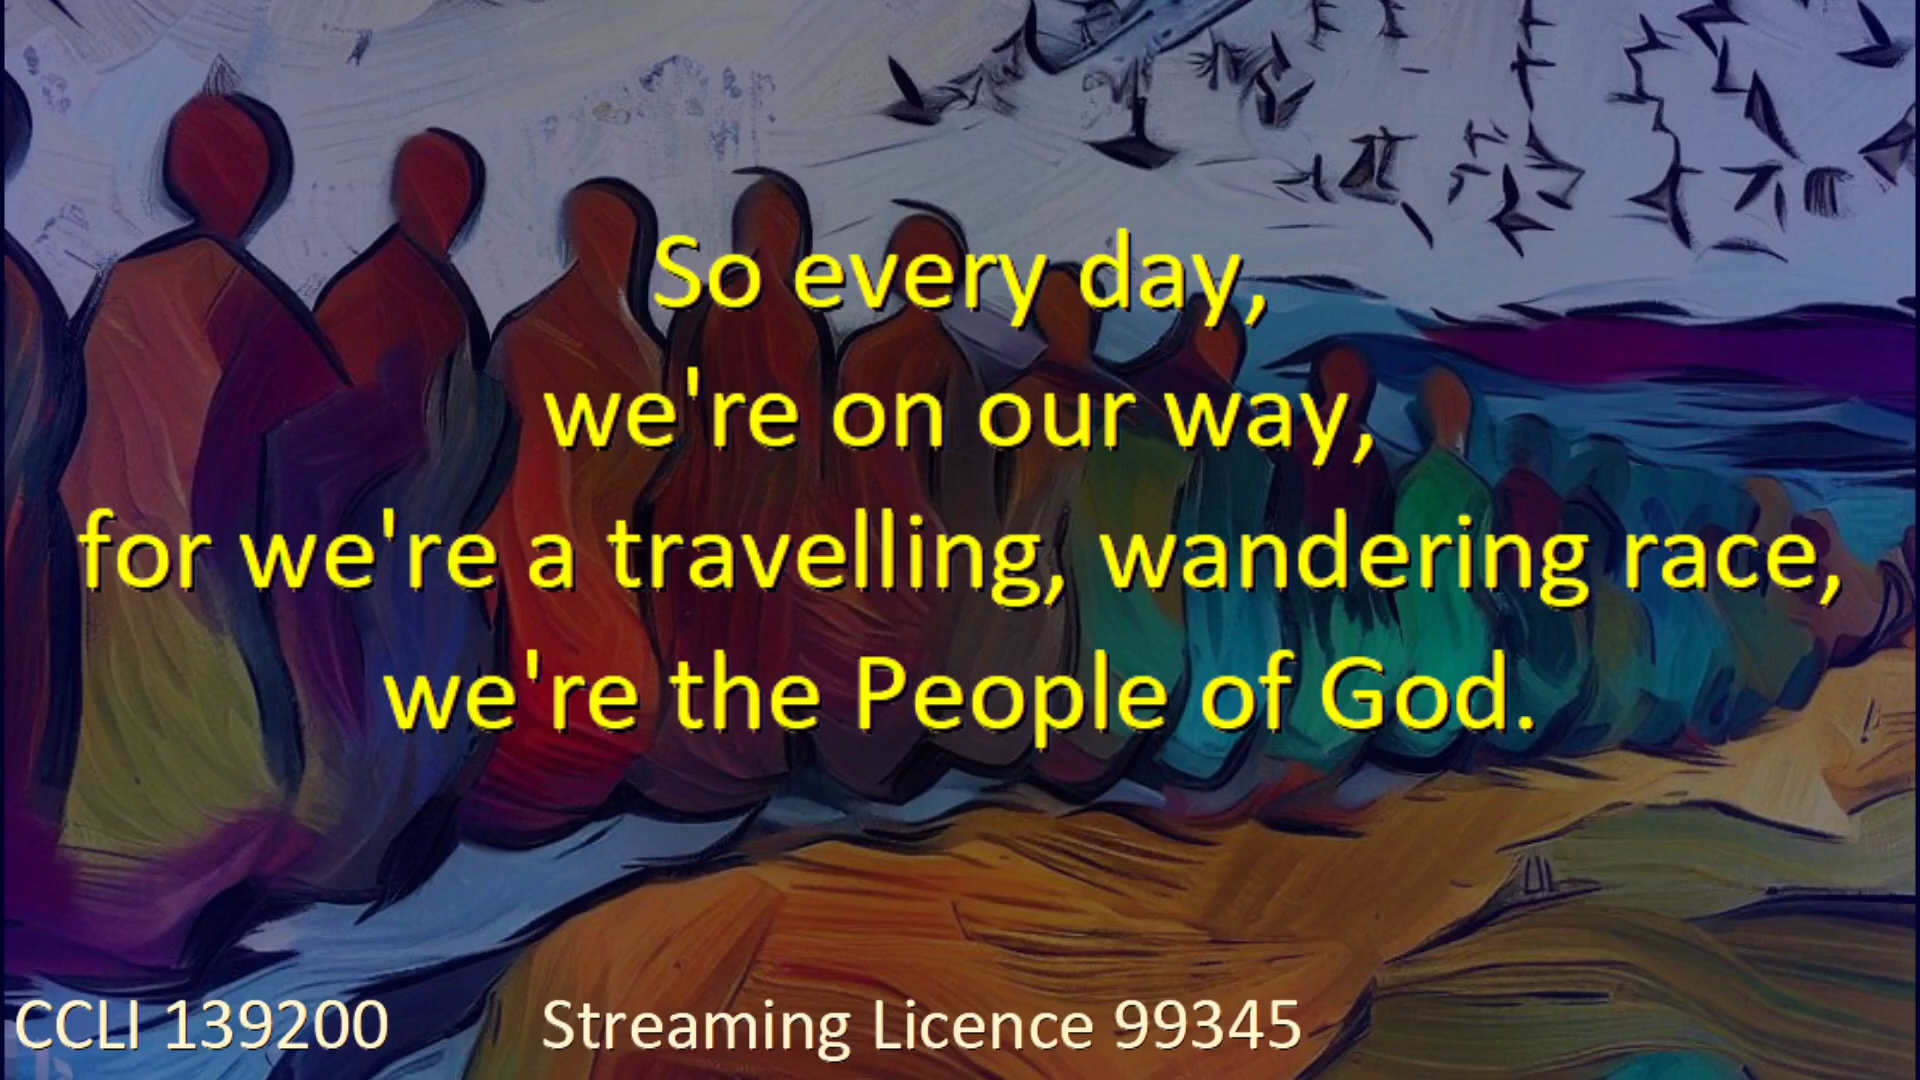 So every day,
we're on our way,
for we're a travelling, wandering race,
we're the People of God.
CCLI 139200 Streaming Licence 99345